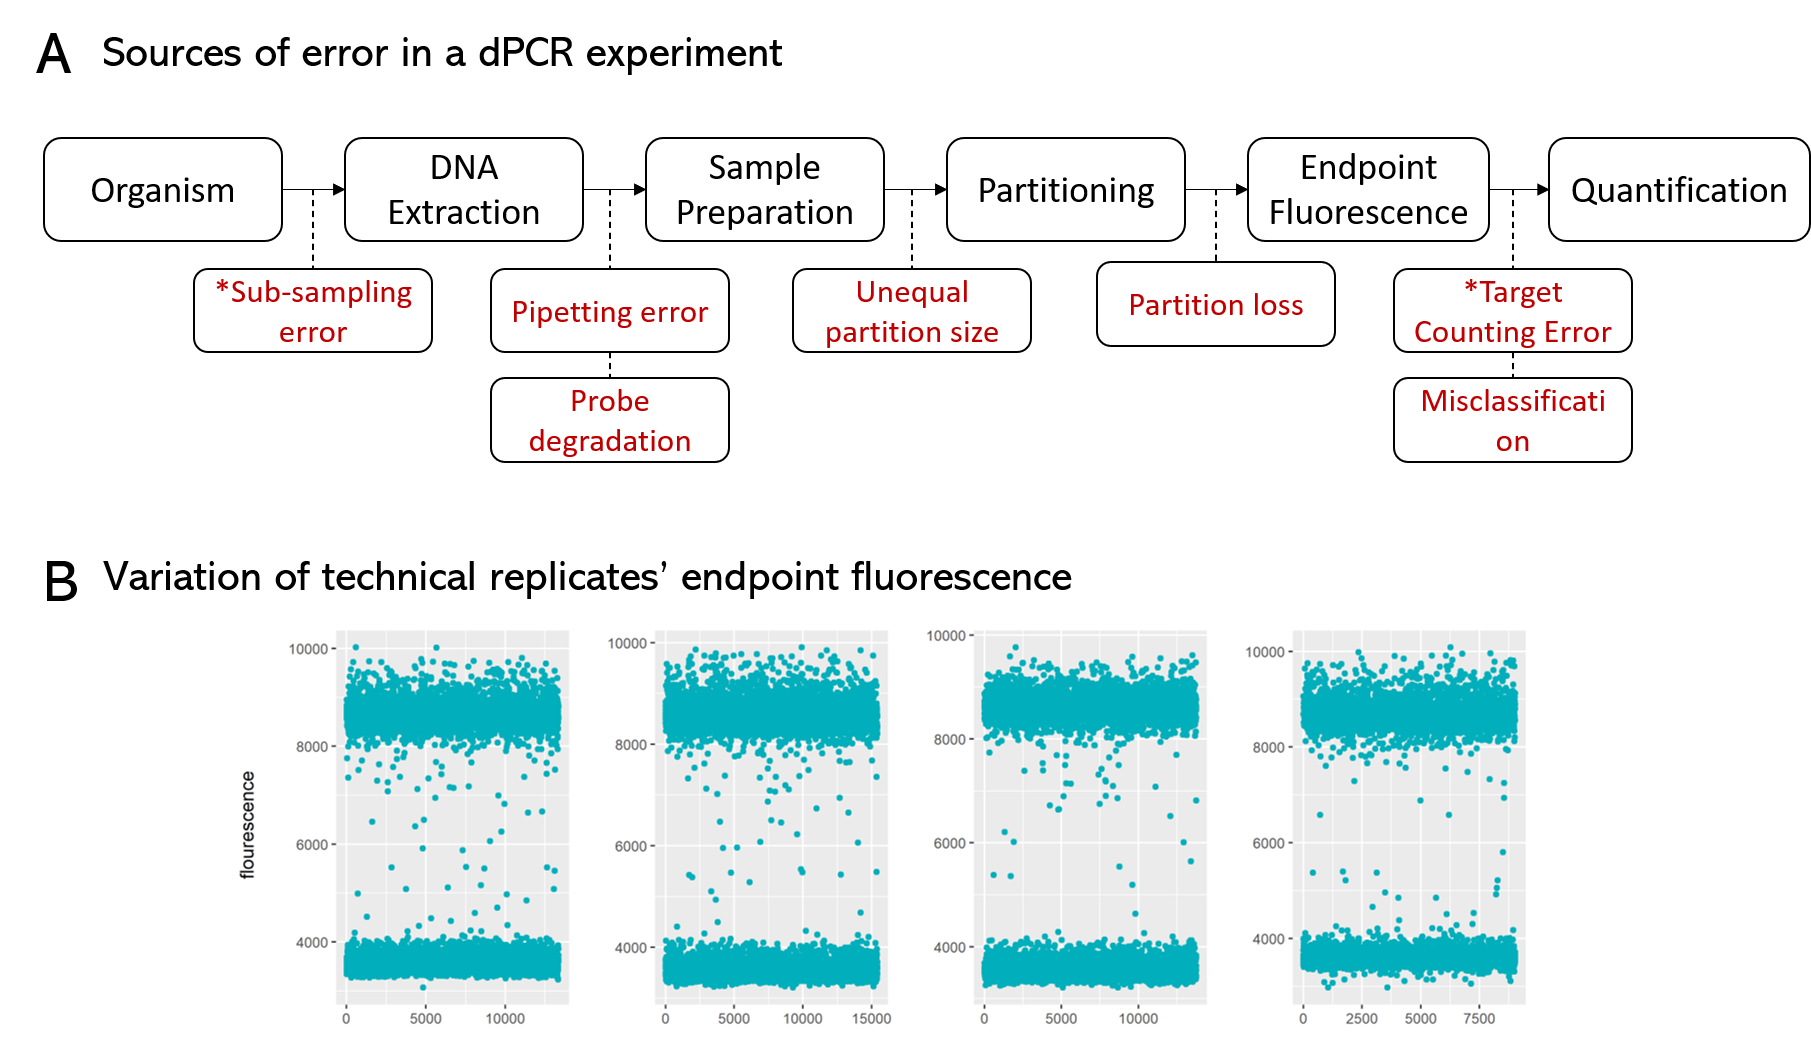 A Sources of error in a dPCR experiment
Organism
DNA
Extraction
Sample
Preparation
Partitioning
Endpoint
Fluorescence
Quantification
*Sub-sampling
error
Pipetting error
Unequal
partition size
Partition loss
*Target
Counting Error
Probe
degradation
Misclassificati
on
B Variation of technical replicates’ endpoint fluorescence
flourescence
10000
8000
6000
4000
0 5000 10000
10000
8000
6000
4000
0 5000 10000 15000
10000
8000
6000
4000
0 5000 10000
10000
8000
6000
4000
0 2500 5000 7500